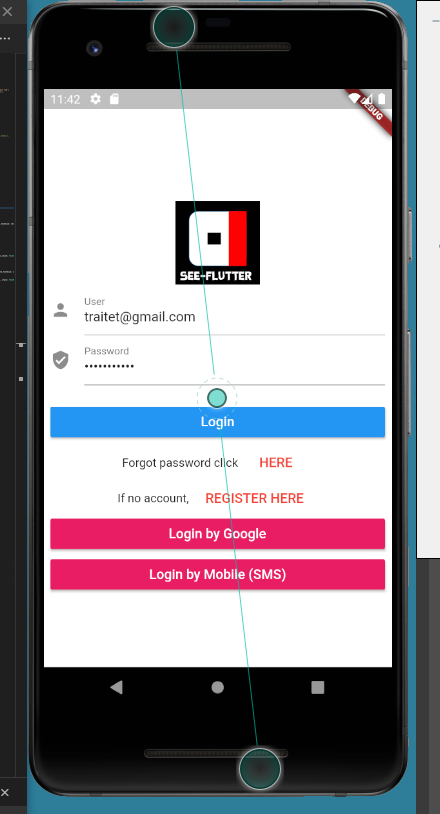 11:42
DEBUG
SEE-FLUTTER
User
traitet@gmail.com
Password
•••••••••••
Login
Forgot password click HERE
If no account, REGISTER HERE
Login by Google
Login by Mobile (SMS)